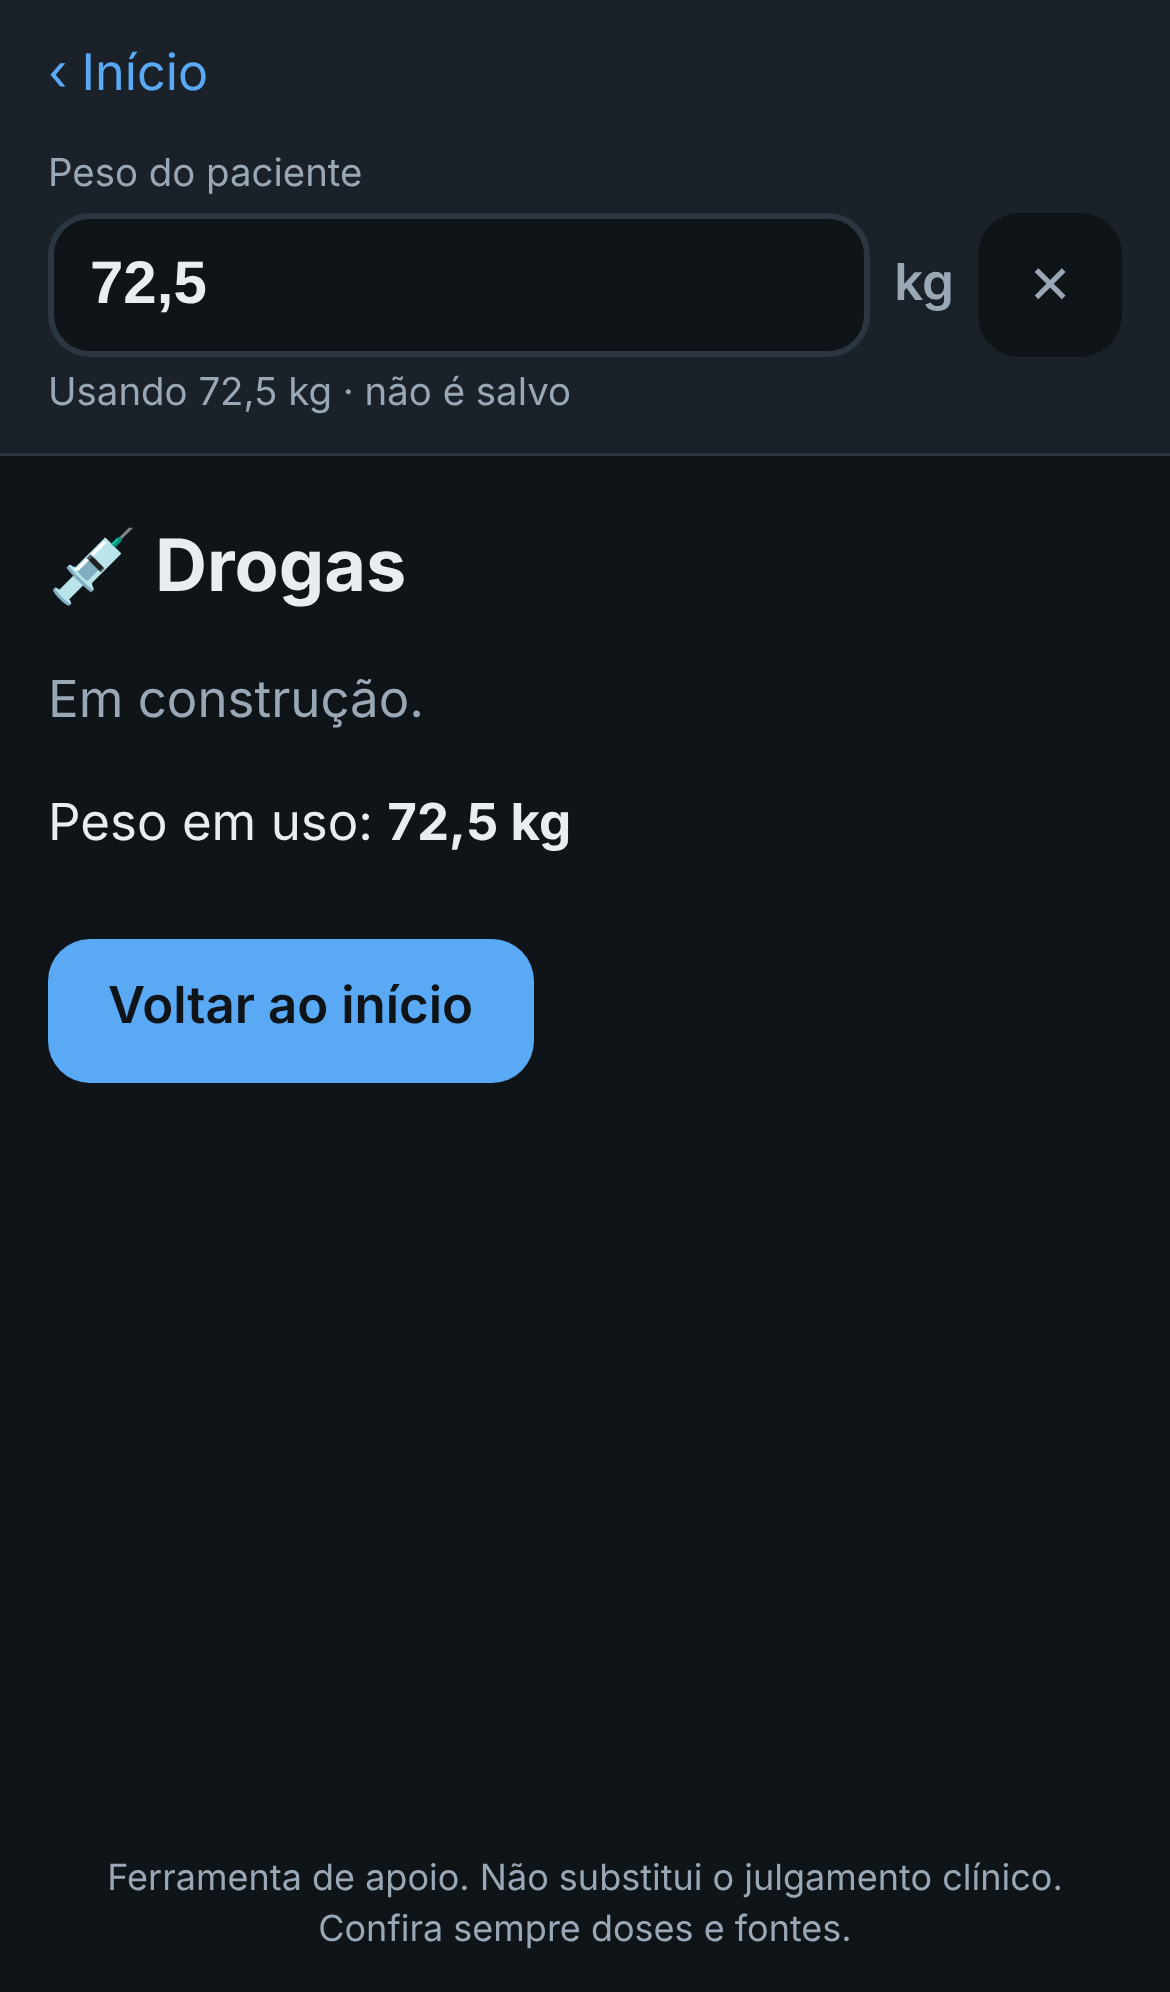 ‹ Início
Peso do paciente
72,5 kg ✕
Usando 72,5 kg · não é salvo
Drogas
Em construção.
Peso em uso: 72,5 kg
Voltar ao início
Ferramenta de apoio. Não substitui o julgamento clínico.
Confira sempre doses e fontes.